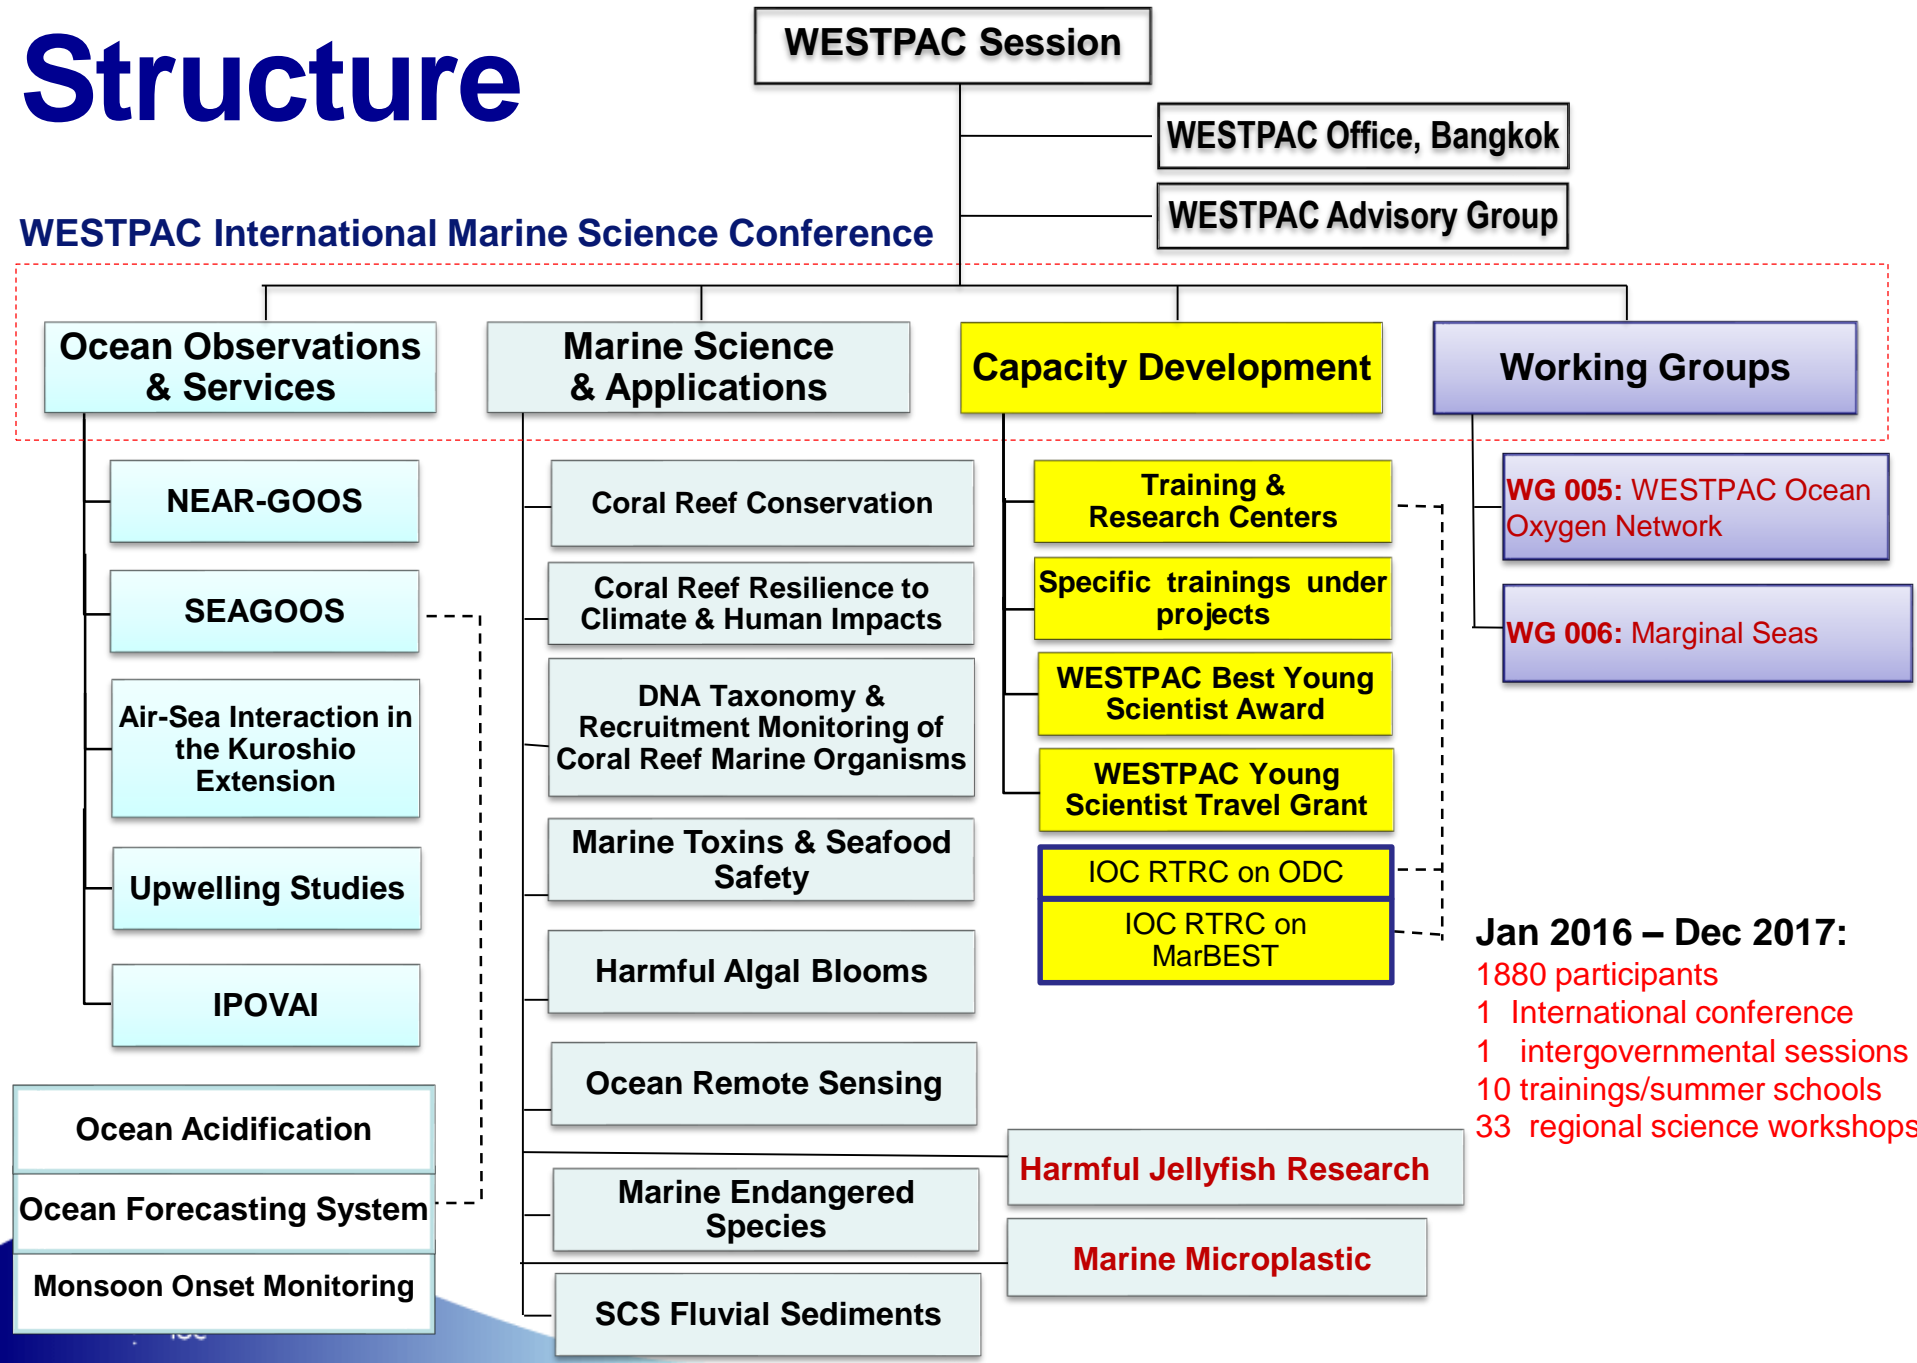 Structure
WESTPAC Session
WESTPAC Office, Bangkok
WESTPAC Advisory Group
WESTPAC International Marine Science Conference
Ocean Observations
& Services
NEAR-GOOS
SEAGOOS
Air-Sea Interaction in
the Kuroshio
Extension
Upwelling Studies
IPOVAI
Ocean Acidification
Ocean Forecasting System
Monsoon Onset Monitoring
Marine Science
& Applications
Coral Reef Conservation
Coral Reef Resilience to
Climate & Human Impacts
DNA Taxonomy &
Recruitment Monitoring of
Coral Reef Marine Organisms
Marine Toxins & Seafood
Safety
Harmful Algal Blooms
Ocean Remote Sensing
Harmful Jellyfish Research
Marine Endangered
Species
Marine Microplastic
SCS Fluvial Sediments
Capacity Development
Training &
Research Centers
Specific trainings under
projects
WESTPAC Best Young
Scientist Award
WESTPAC Young
Scientist Travel Grant
IOC RTRC on ODC
IOC RTRC on
MarBEST
Working Groups
WG 005: WESTPAC Ocean
Oxygen Network
WG 006: Marginal Seas
Jan 2016 – Dec 2017:
1880 participants
1 International conference
1 intergovernmental sessions
10 trainings/summer schools
33 regional science workshops